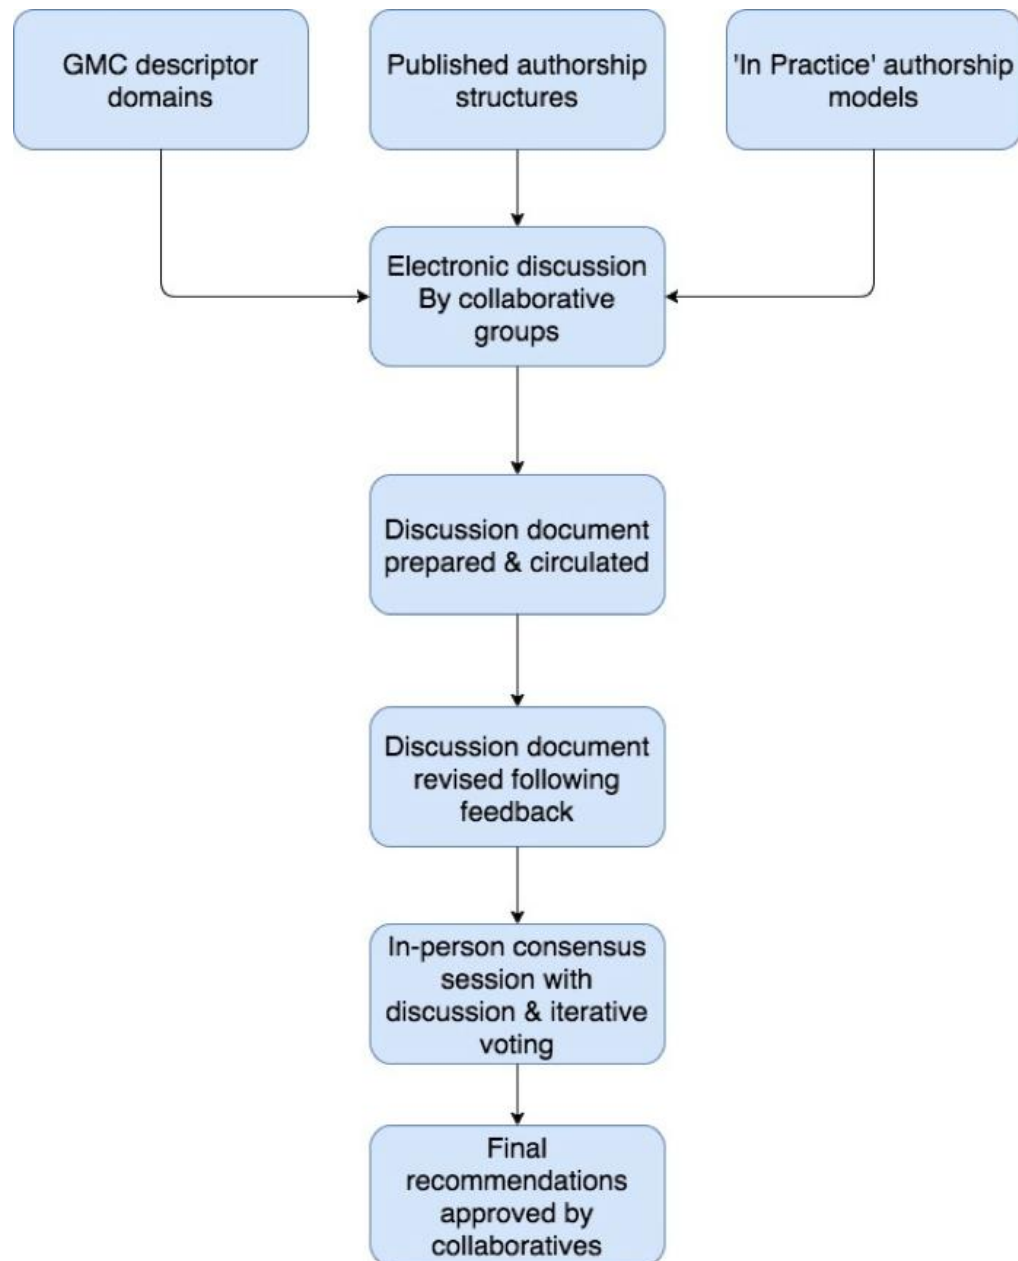 GMC descriptor
domains
Published authorship
structures
'In Practice' authorship
models
Electronic discussion
By collaborative
groups
Discussion document
prepared & circulated
Discussion document
revised following
feedback
In-person consensus
session with
discussion & iterative
voting
Final
recommendations
approved by
collaboratives